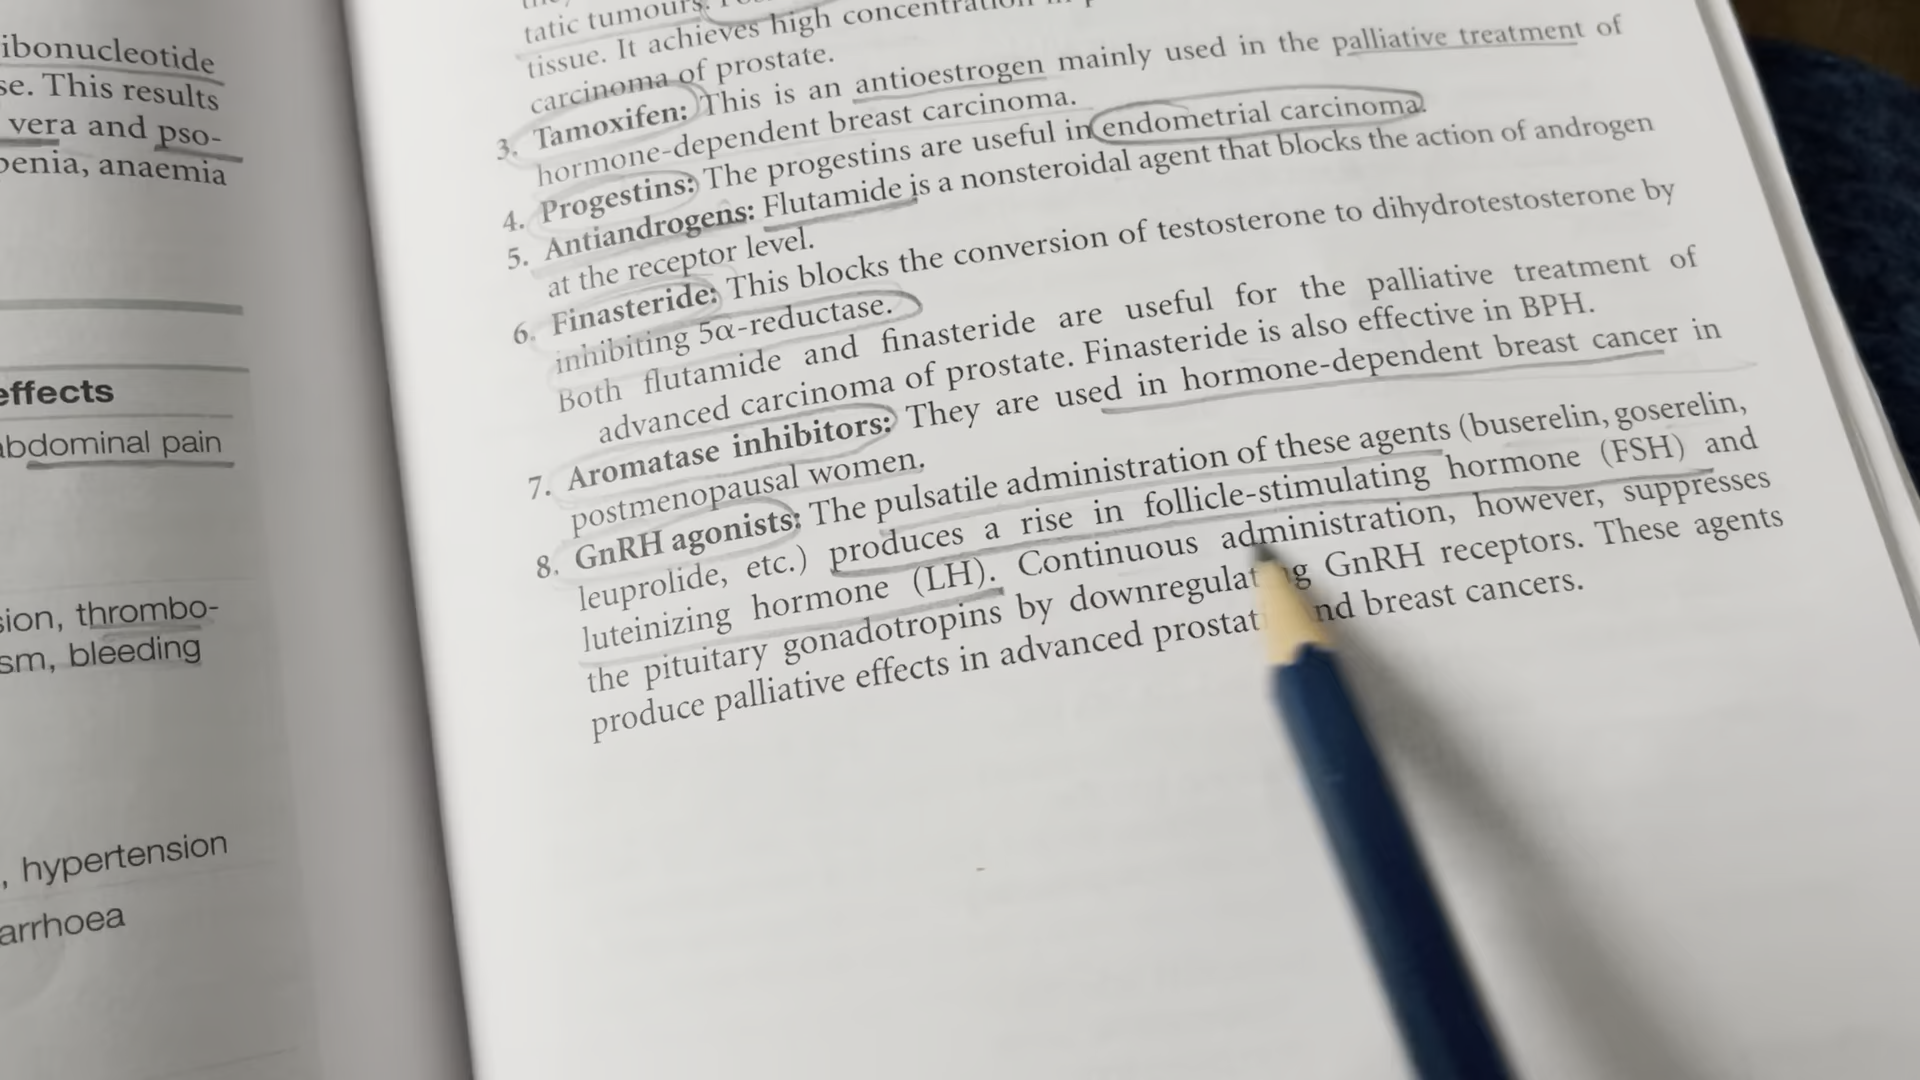 ibonucleotide
se. This results
vera and pso-
penia, anaemia
effects
abdominal pain
sion, thrombo-
sm, bleeding
, hypertension
arrhoea
tatic tumours.
tissue. It achieves high concentration in p
carcinoma of prostate.
3. Tamoxifen: This is an antioestrogen mainly used in the palliative treatment of
hormone-dependent breast carcinoma.
4. Progestins: The progestins are useful in endometrial carcinoma.
5. Antiandrogens: Flutamide is a nonsteroidal agent that blocks the action of androgen
at the receptor level.
6. Finasteride: This blocks the conversion of testosterone to dihydrotestosterone by
inhibiting 5α-reductase.
Both flutamide and finasteride are useful for the palliative treatment of
advanced carcinoma of prostate. Finasteride is also effective in BPH.
7. Aromatase inhibitors: They are used in hormone-dependent breast cancer in
postmenopausal women.
8. GnRH agonists: The pulsatile administration of these agents (buserelin, goserelin,
leuprolide, etc.) produces a rise in follicle-stimulating hormone (FSH) and
luteinizing hormone (LH). Continuous administration, however, suppresses
the pituitary gonadotropins by downregulat g GnRH receptors. These agents
produce palliative effects in advanced prostat nd breast cancers.